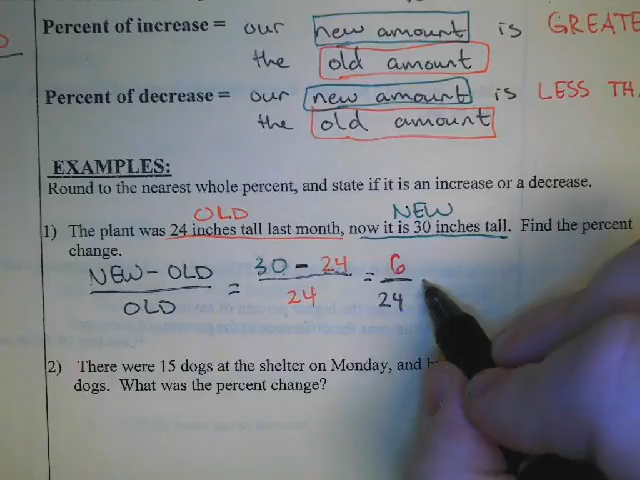 Percent of increase = our new amount is GREATE
the old amount
Percent of decrease = our new amount is LESS TH
the old amount
EXAMPLES:
Round to the nearest whole percent, and state if it is an increase or a decrease.
OLD NEW
1) The plant was 24 inches tall last month, now it is 30 inches tall. Find the percent
change.
NEW - OLD / OLD = 30 - 24 / 24 = 6 / 24
2) There were 15 dogs at the shelter on Monday, and
dogs. What was the percent change?